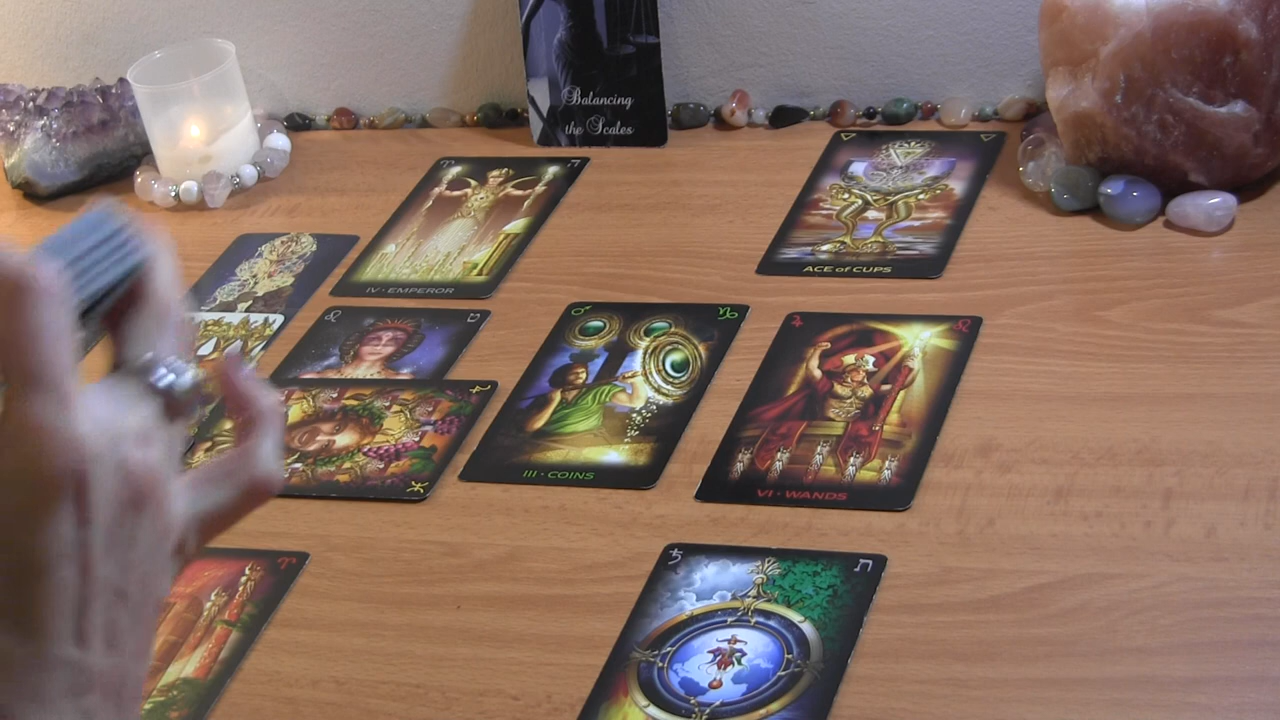 Balancing
the Scales
IV · EMPEROR
ACE of CUPS
III · COINS
VI · WANDS
ת